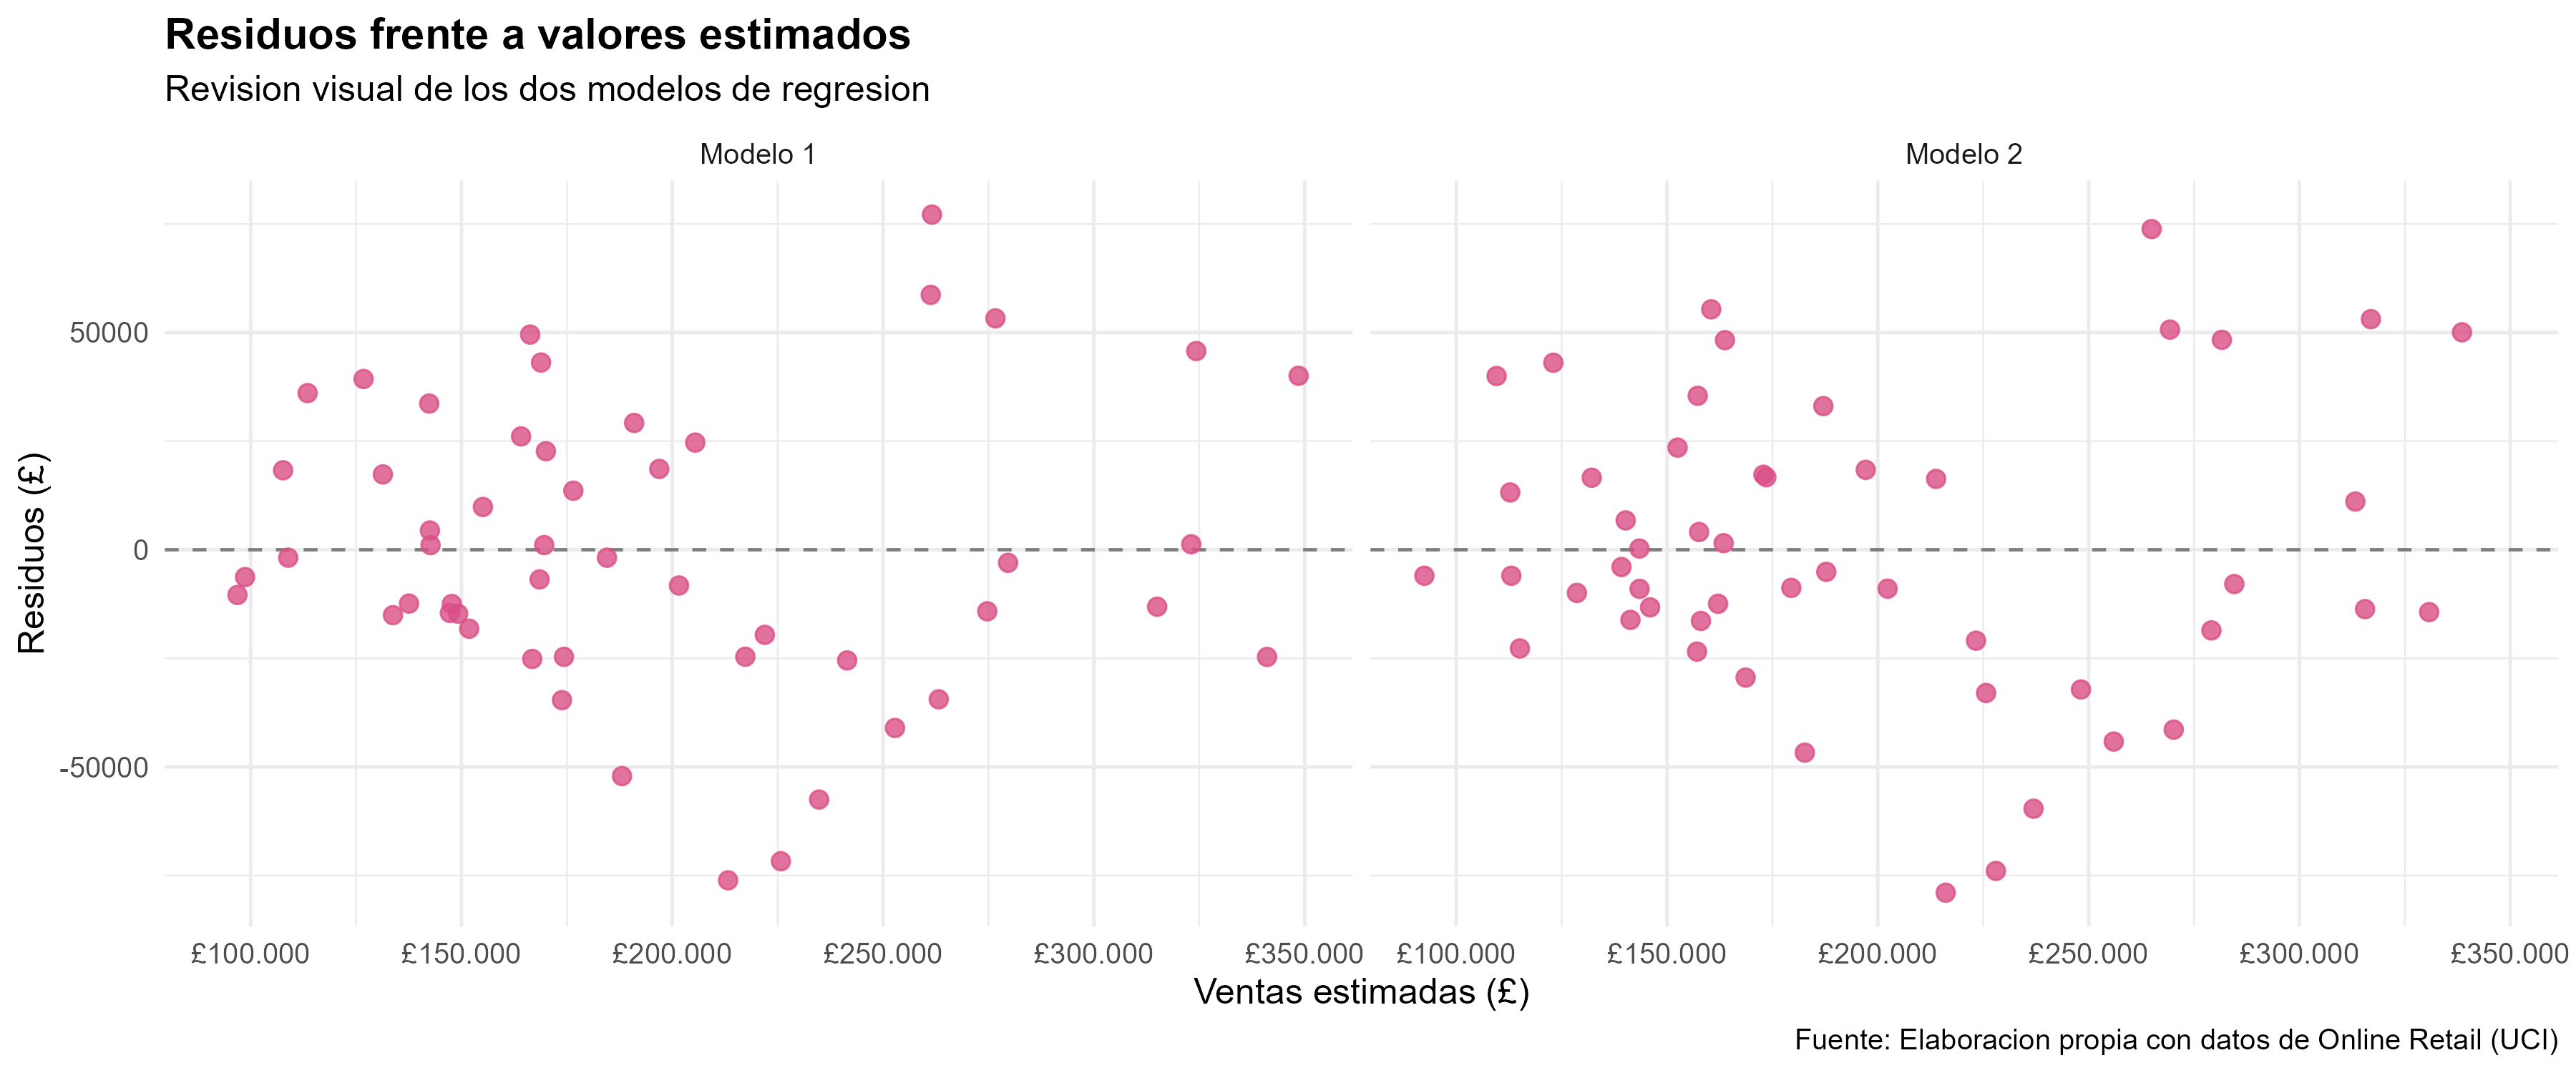 Residuos frente a valores estimados
Revision visual de los dos modelos de regresion
Modelo 1
Modelo 2
Residuos (£)
50000
0
-50000
£100.000 £150.000 £200.000 £250.000 £300.000 £350.000
£100.000 £150.000 £200.000 £250.000 £300.000 £350.000
Ventas estimadas (£)
Fuente: Elaboracion propia con datos de Online Retail (UCI)